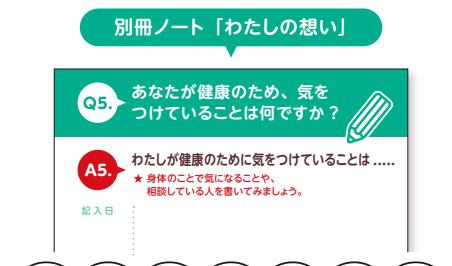 別冊ノート「わたしの想い」
Q5.
あなたが健康のため、気を
つけていることは何ですか？
A5.
わたしが健康のために気をつけていることは.....
★ 身体のことで気になることや、
相談している人を書いてみましょう。
記入日